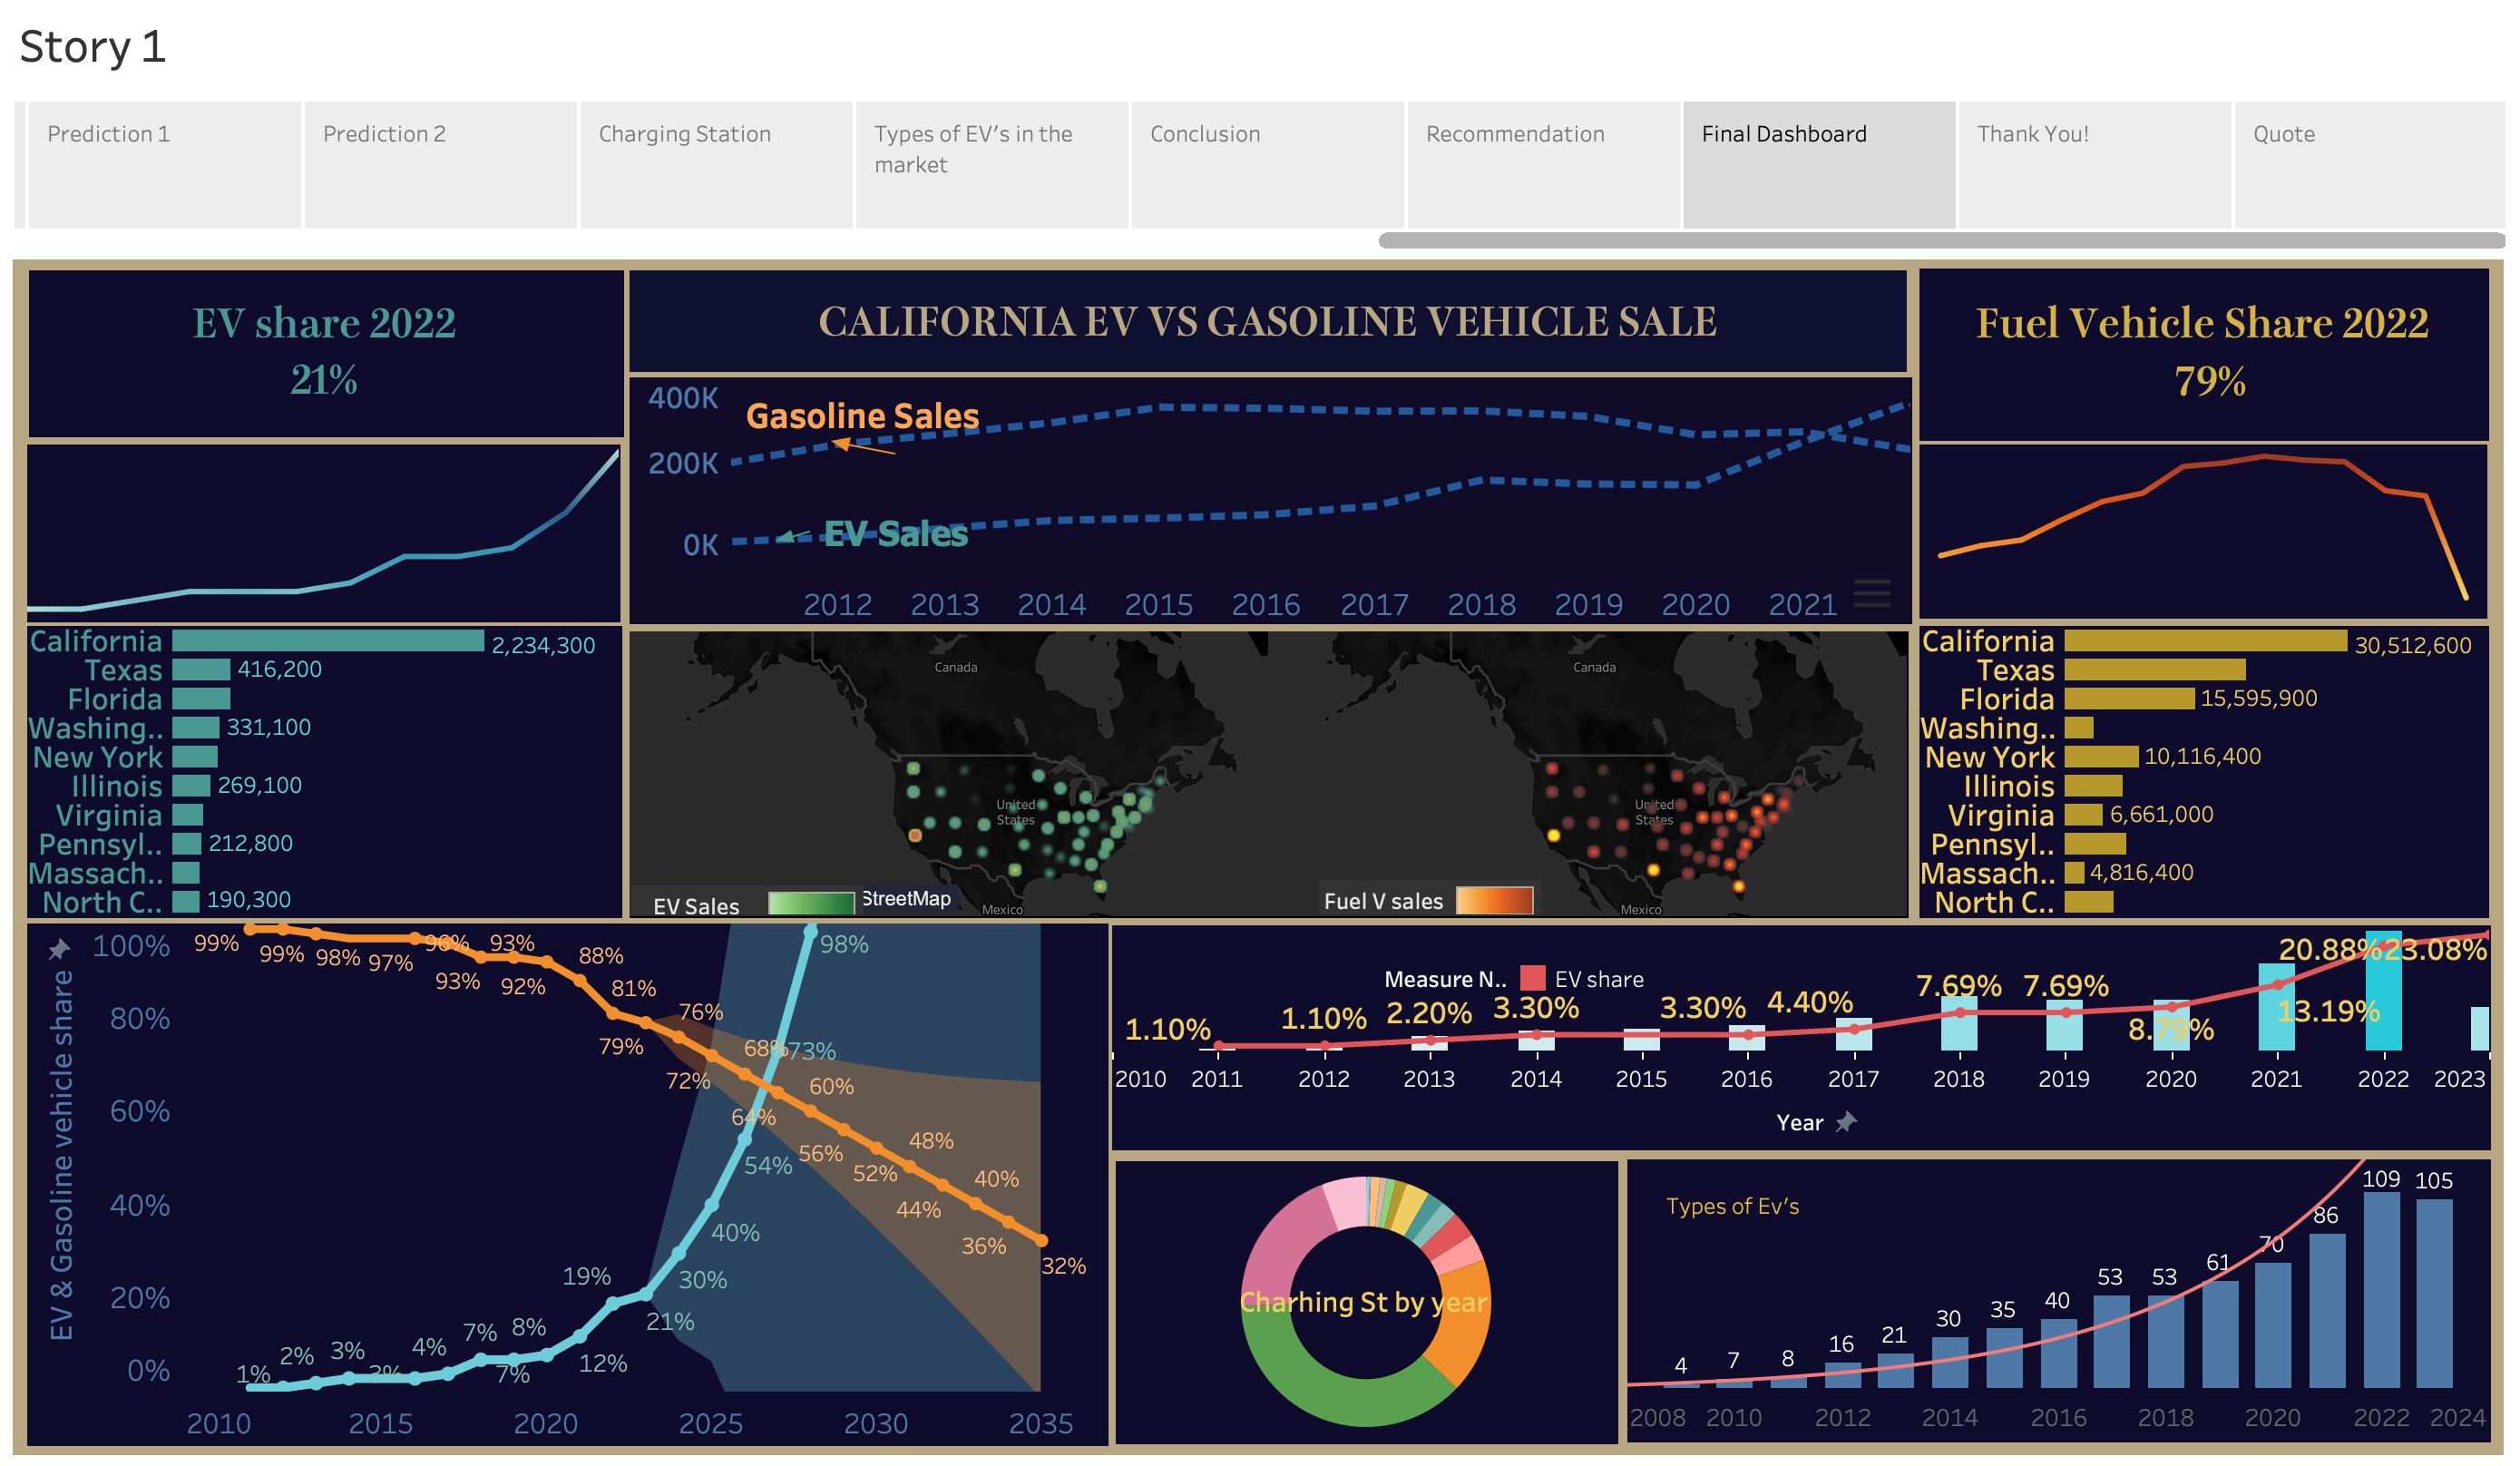 Story 1
Prediction 1
Prediction 2
Charging Station
Types of EV's in the
market
Conclusion
Recommendation
Final Dashboard
Thank You!
Quote
EV share 2022
21%
CALIFORNIA EV VS GASOLINE VEHICLE SALE
Fuel Vehicle Share 2022
79%
400K
200K
0K
Gasoline Sales
EV Sales
2012 2013 2014 2015 2016 2017 2018 2019 2020 2021
California 2,234,300
Texas 416,200
Florida
Washing.. 331,100
New York
Illinois 269,100
Virginia
Pennsyl.. 212,800
Massach..
North C.. 190,300
Canada
United
States
Mexico
EV Sales
StreetMap
Canada
United
States
Mexico
Fuel V sales
California 30,512,600
Texas
Florida 15,595,900
Washing..
New York 10,116,400
Illinois
Virginia 6,661,000
Pennsyl..
Massach.. 4,816,400
North C..
EV & Gasoline vehicle share
100%
80%
60%
40%
20%
0%
99% 99% 98% 97% 96% 93% 93% 92% 88% 81% 79% 76% 72% 68% 64% 60% 56% 52% 48% 44% 40% 36% 32%
1% 2% 3% 3% 4% 7% 7% 8% 12% 19% 21% 30% 40% 54% 73% 98%
2010 2015 2020 2025 2030 2035
Measure N.. EV share
1.10% 1.10% 2.20% 3.30% 3.30% 4.40% 7.69% 7.69% 8.79% 13.19% 20.88% 23.08%
2010 2011 2012 2013 2014 2015 2016 2017 2018 2019 2020 2021 2022 2023
Year
Charhing St by year
Types of Ev's
4 7 8 16 21 30 35 40 53 53 61 70 86 109 105
2008 2010 2012 2014 2016 2018 2020 2022 2024